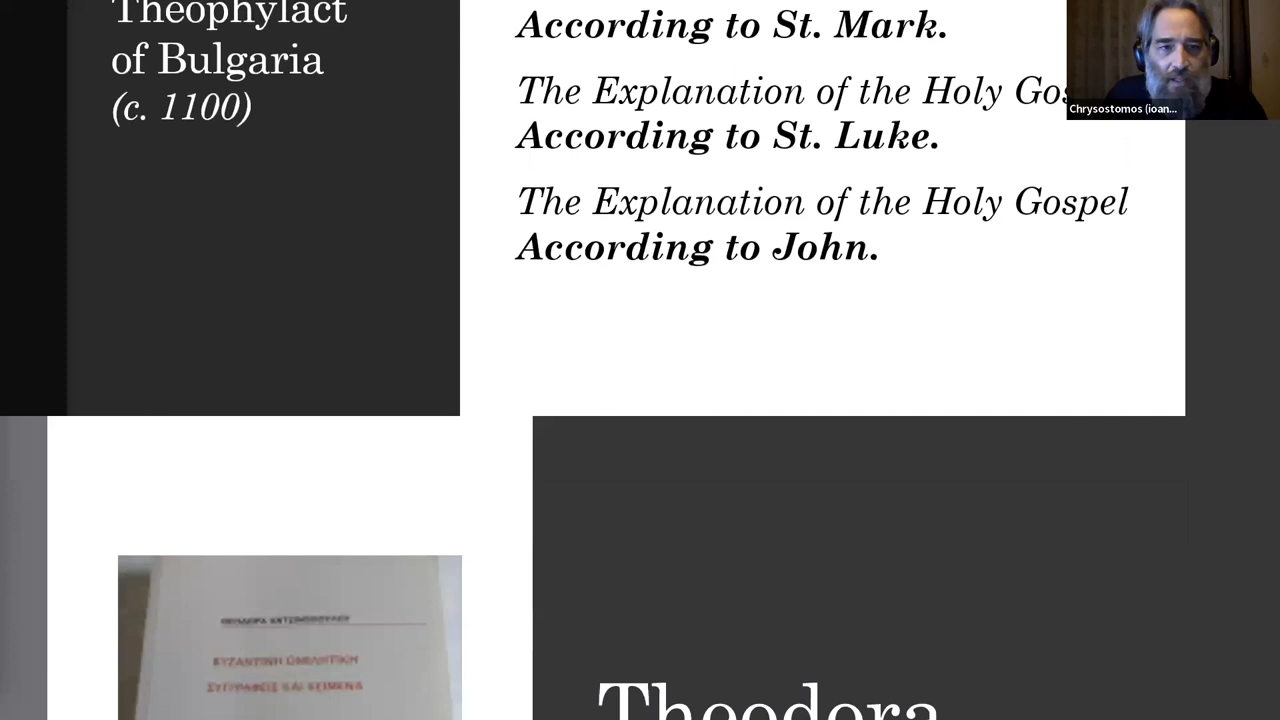 Theophylact
of Bulgaria
(c. 1100)
According to St. Mark.
The Explanation of the Holy Gos
According to St. Luke.
The Explanation of the Holy Gospel
According to John.
Chrysostomos (ioan...
ΒΥΖΑΝΤΙΝΗ ΟΜΙΛΗΤΙΚΗ
ΣΥΓΓΡΑΦΕΙΣ ΚΑΙ ΚΕΙΜΕΝΑ
Theodora